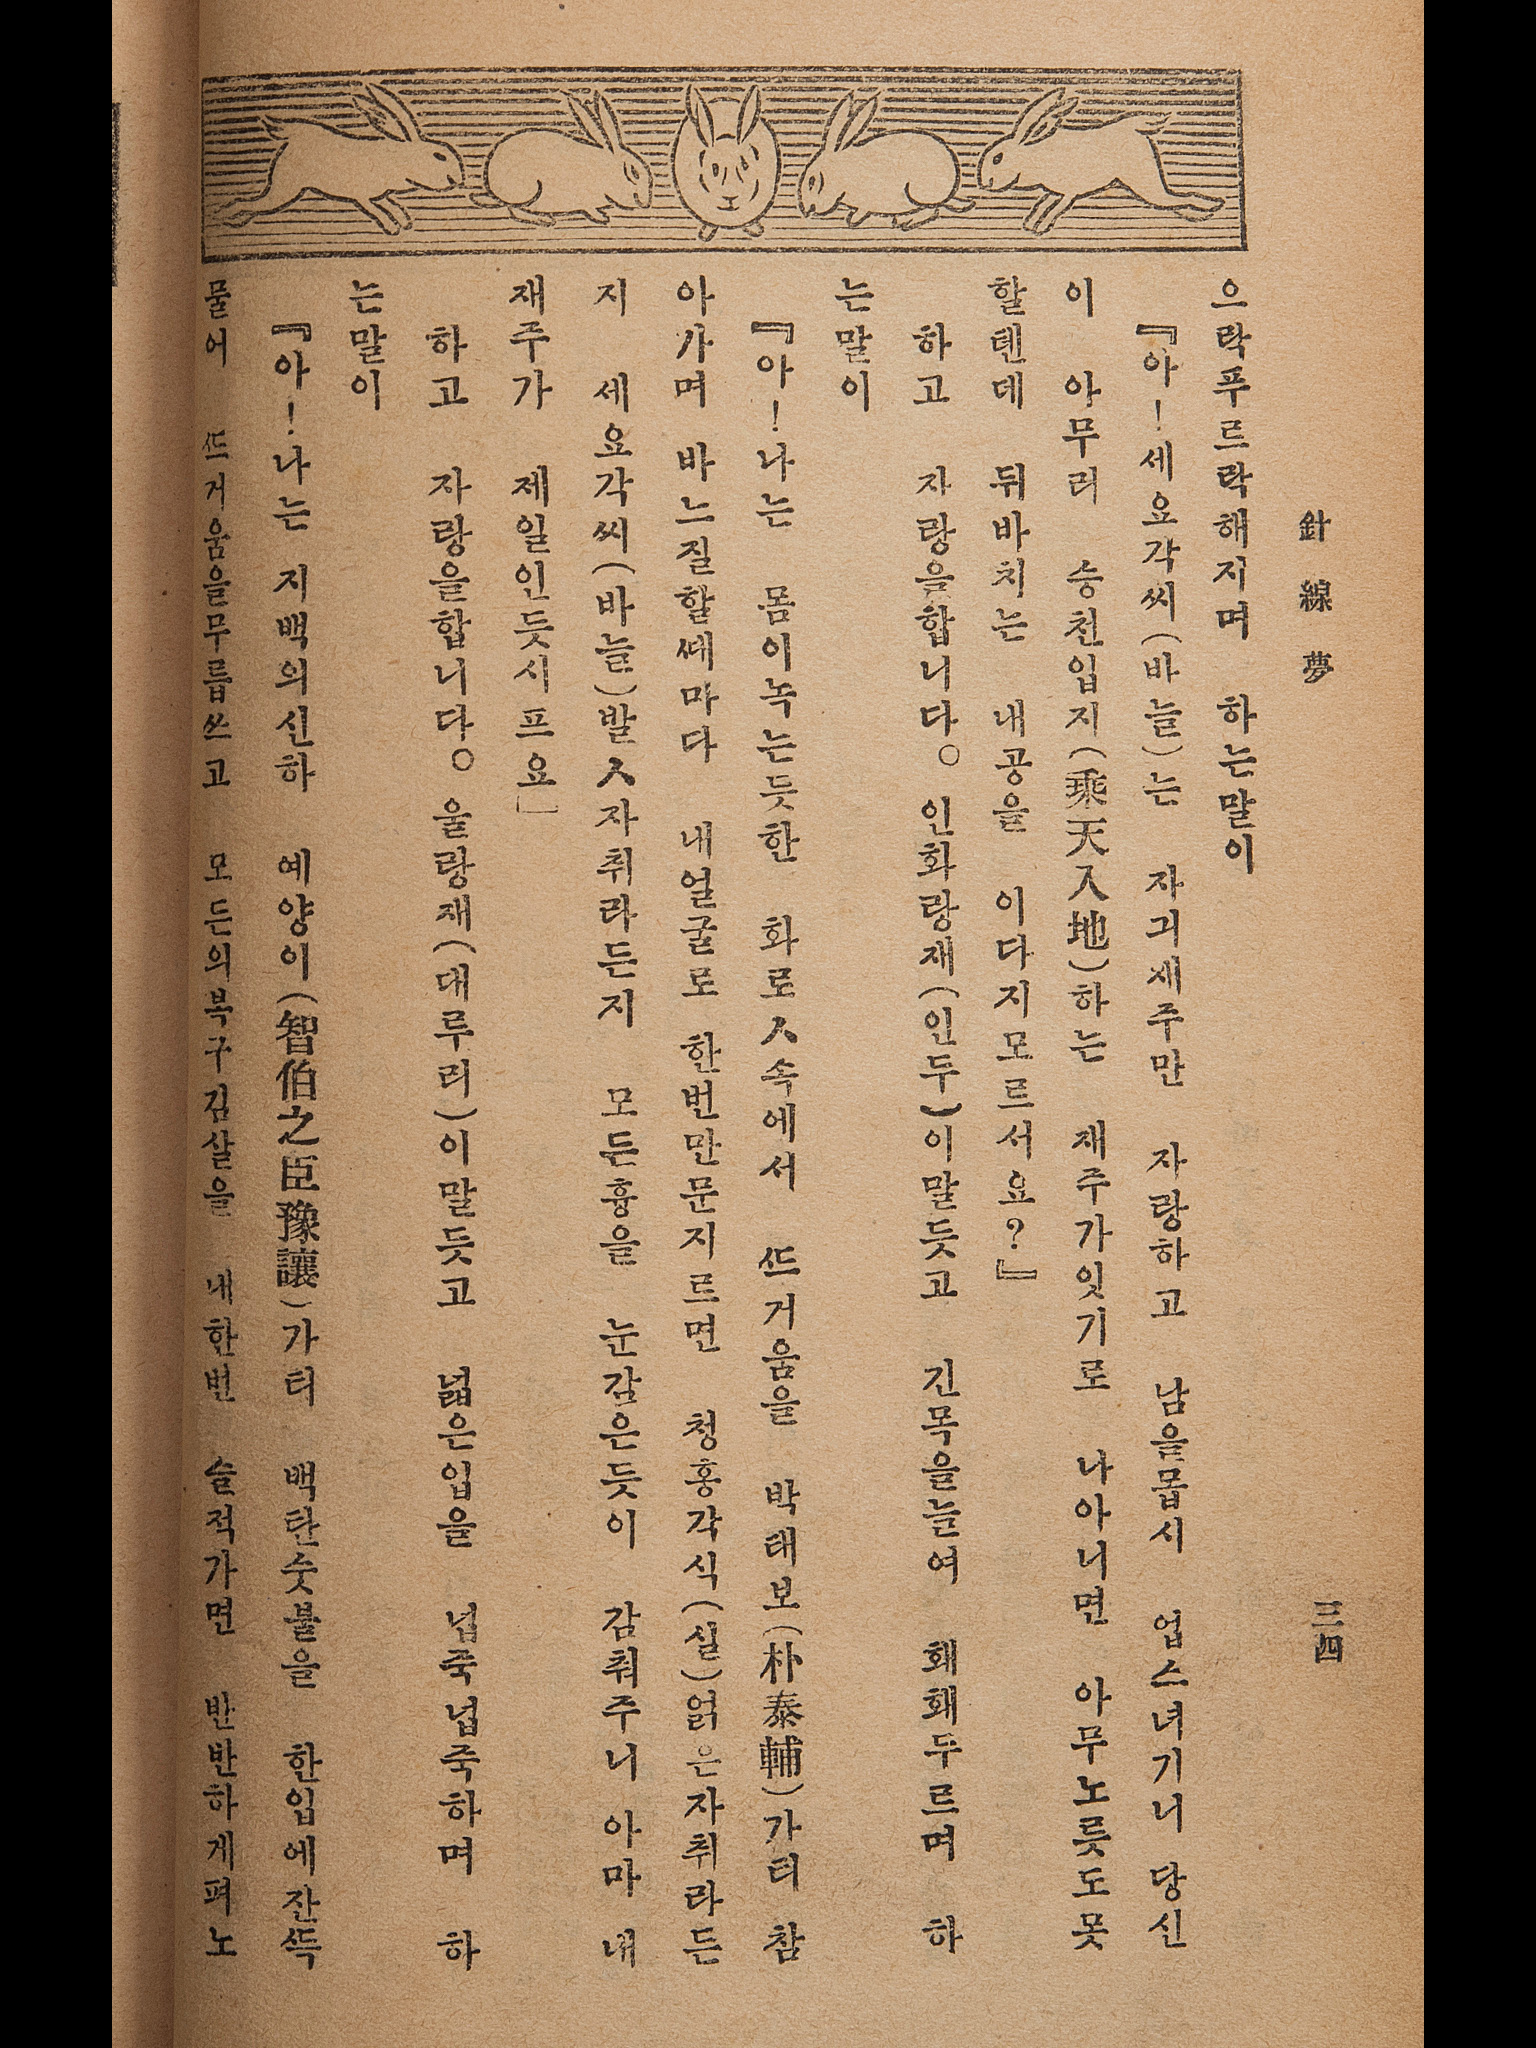 針線夢
三四
으락푸르락해지며 하는말이
『아!세요각씨(바늘)는 자긔재주만 자랑하고 남을몹시 업스녀기니 당신
이 아무리 승천입지(乘天入地)하는 재주가잇기로 나아니면 아무노릇도못
할텐데 뒤바치는 내공을 이다지모르서요?』
하고 자랑을합니다。인화랑재(인두)이말듯고 긴목을늘여 홰홰두르며 하
는말이
『아!나는 몸이녹는듯한 화로ㅅ속에서 ᄯᅳ거움을 박태보(朴泰輔)가티 참
아가며 바느질할ᄯᅢ마다 내얼굴로 한번만문지르면 청홍각식(실)얽은자취라든
지 세요각씨(바늘)발ㅅ자취라든지 모든흉을 눈감은듯이 감춰주니 아마 내
재주가 제일인듯시프요」
하고 자랑을합니다。울랑재(대루리)이말듯고 넓은입을 넙죽넙죽하며 하
는말이
『아!나는 지백의신하 예양이(智伯之臣豫讓)가티 백탄숫불을 한입에잔ᄯᅳᆨ
물어 ᄯᅳ거움을무릅쓰고 모든의복구김살을 내한번 슬적가면 반반하게펴노